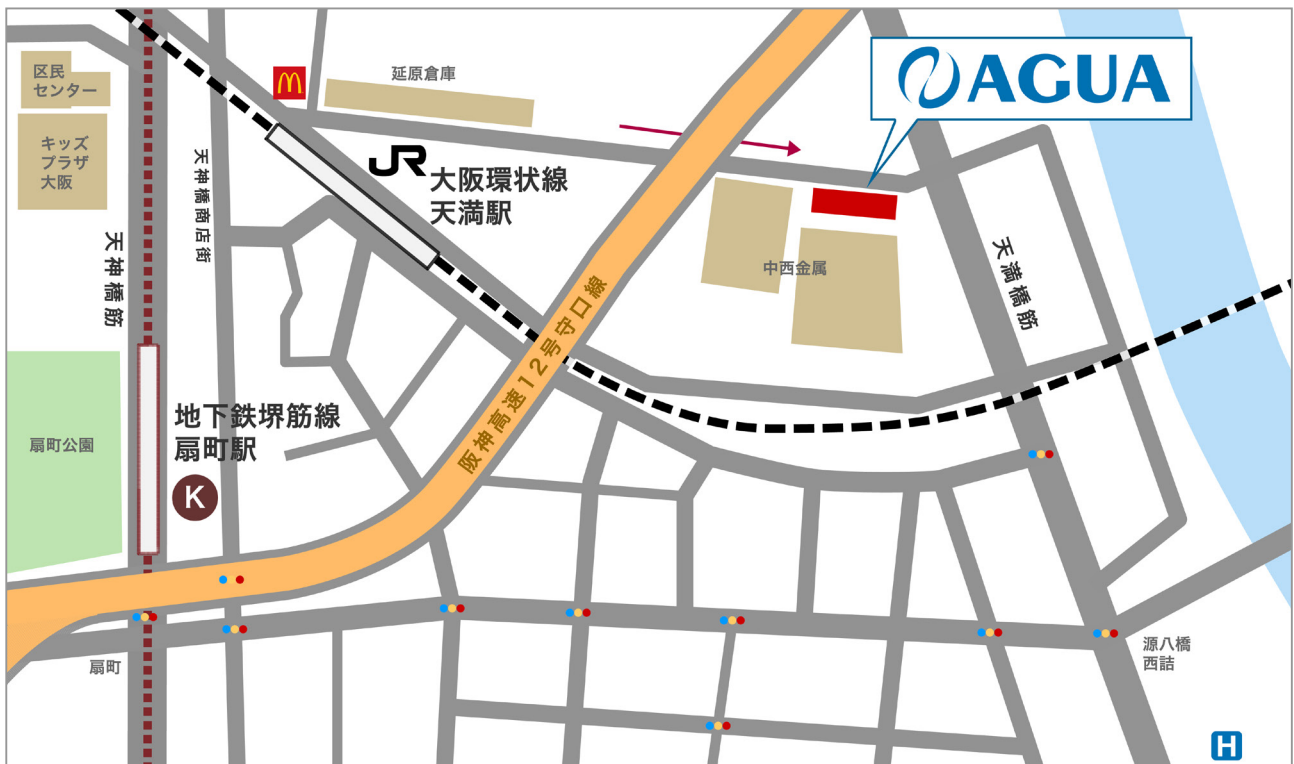 区民
センター
キッズ
プラザ
大阪
天神橋筋
天神橋商店街
延原倉庫
JR
大阪環状線
天満駅
AGUA
中西金属
天満橋筋
阪神高速12号守口線
地下鉄堺筋線
扇町駅
K
扇町公園
扇町
源八橋
西詰
H